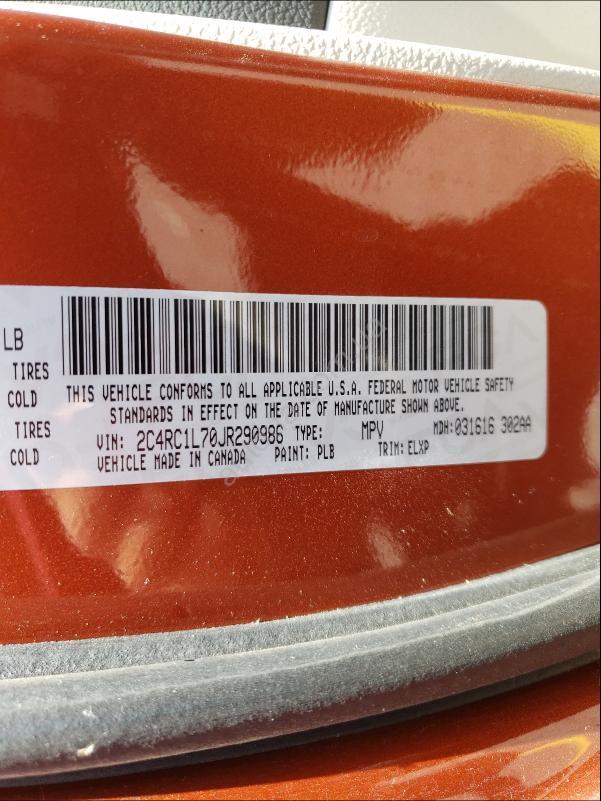 LB
TIRES
COLD
TIRES
COLD
THIS VEHICLE CONFORMS TO ALL APPLICABLE U.S.A. FEDERAL MOTOR VEHICLE SAFETY
STANDARDS IN EFFECT ON THE DATE OF MANUFACTURE SHOWN ABOVE.
VIN: 2C4RC1L70JR290986 TYPE: MPV MDH:031616 302AA
VEHICLE MADE IN CANADA PAINT: PLB TRIM: ELXP